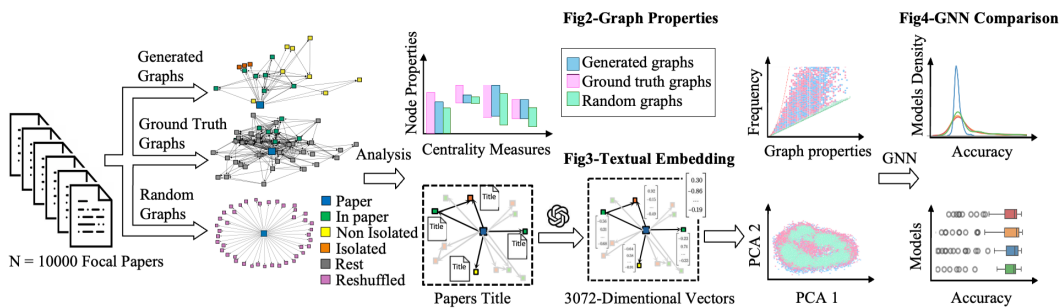 Fig2-Graph Properties
Fig4-GNN Comparison
Generated
Graphs
Ground Truth
Graphs
Random
Graphs
N = 10000 Focal Papers
Paper
In paper
Non Isolated
Isolated
Rest
Reshuffled
Analysis
Node Properties
Centrality Measures
Generated graphs
Ground truth graphs
Random graphs
Frequency
Graph properties
GNN
Models Density
Accuracy
Fig3-Textual Embedding
Title
Title
Title
Title
Papers Title
0.30
-0.86
...
-0.19
3072-Dimentional Vectors
PCA 2
PCA 1
Models
Accuracy